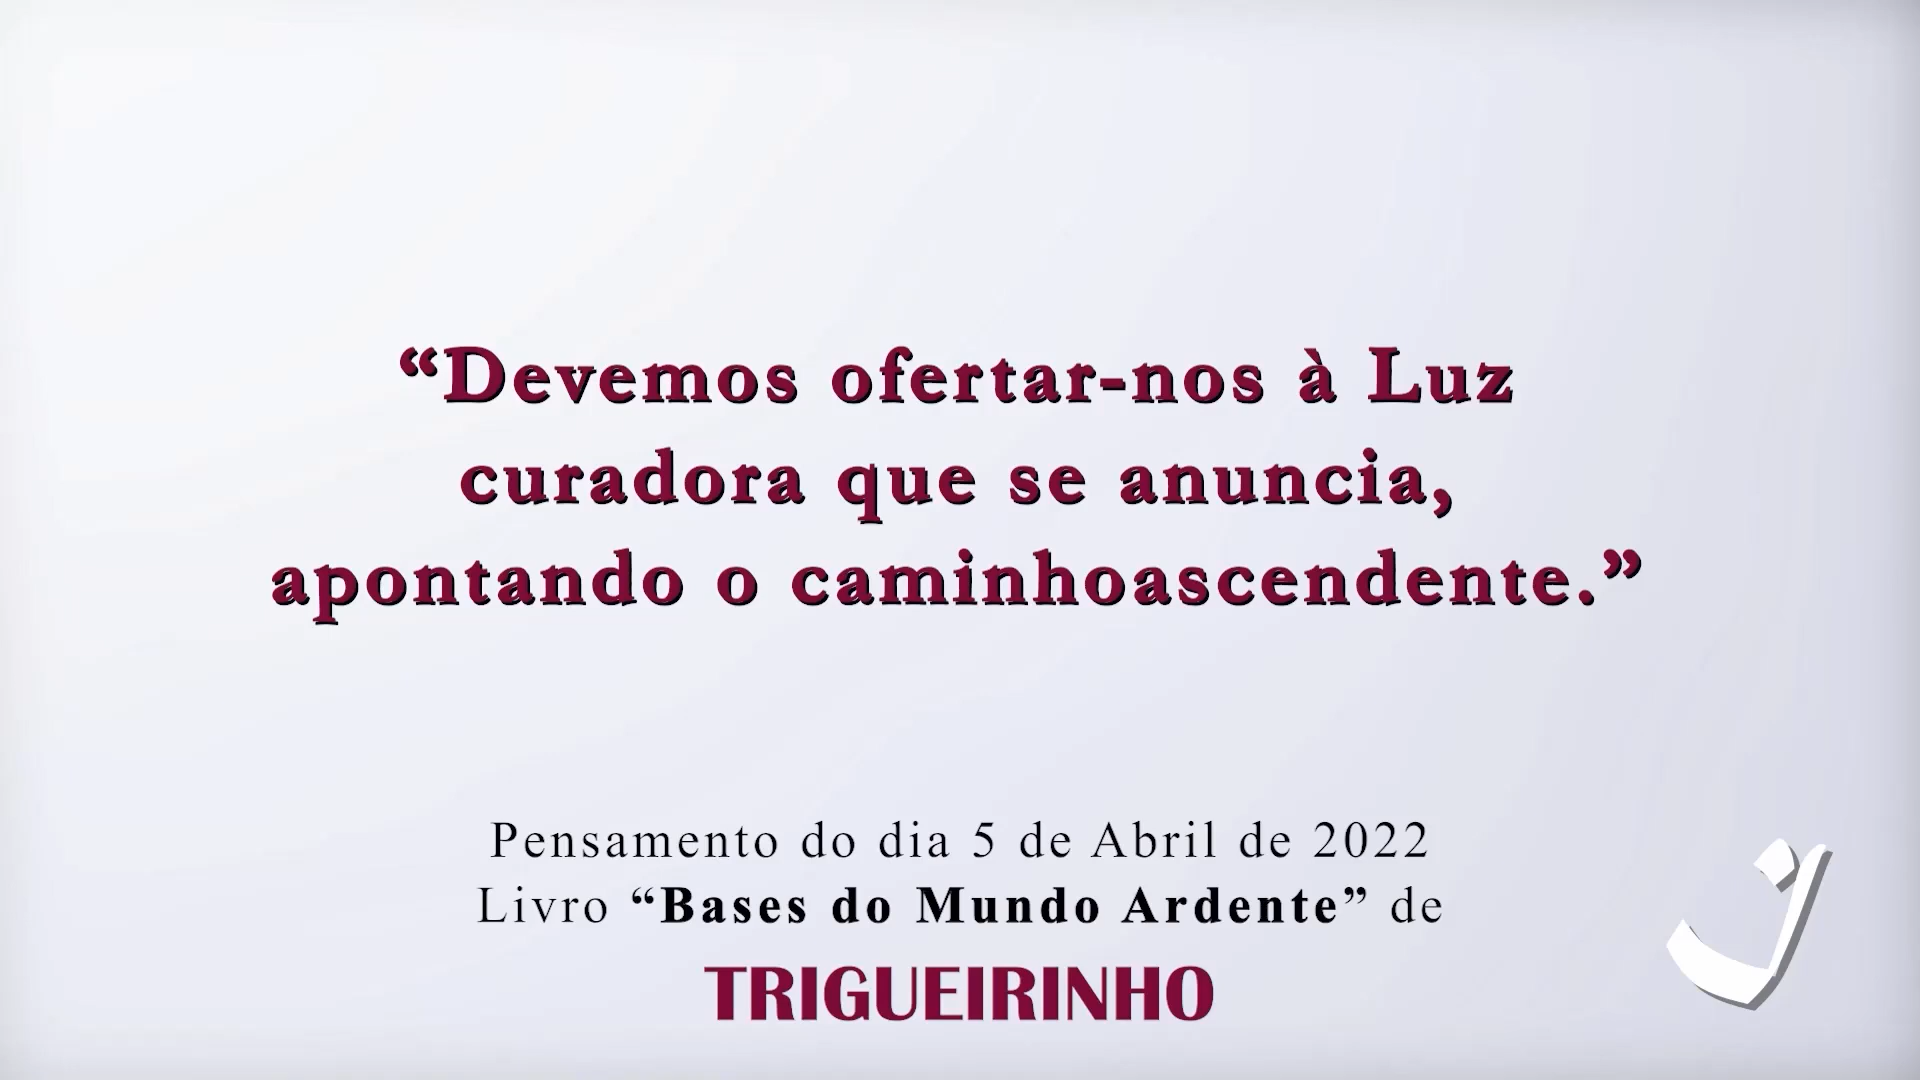 “Devemos ofertar-nos à Luz
curadora que se anuncia,
apontando o caminhoascendente.”
Pensamento do dia 5 de Abril de 2022
Livro “Bases do Mundo Ardente” de
TRIGUEIRINHO